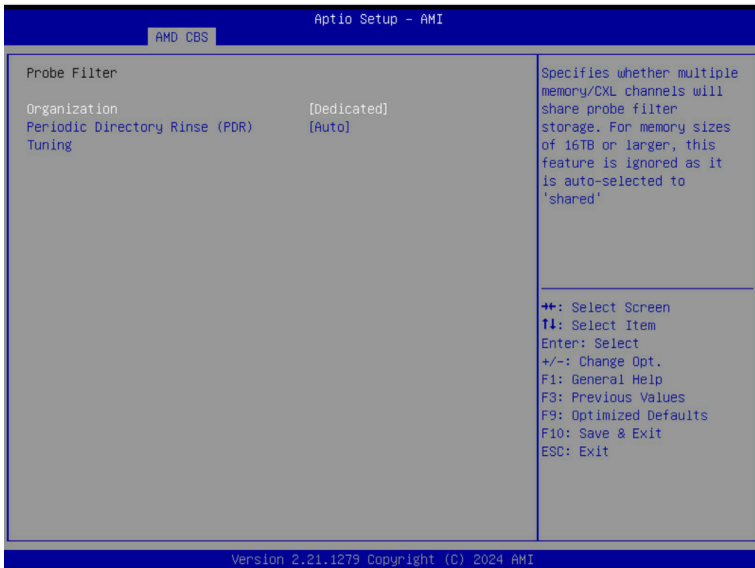 Aptio Setup – AMI
AMD CBS
Probe Filter
Organization [Dedicated]
Periodic Directory Rinse (PDR) [Auto]
Tuning
Specifies whether multiple
memory/CXL channels will
share probe filter
storage. For memory sizes
of 16TB or larger, this
feature is ignored as it
is auto-selected to
'shared'
→←: Select Screen
↑↓: Select Item
Enter: Select
+/-: Change Opt.
F1: General Help
F3: Previous Values
F9: Optimized Defaults
F10: Save & Exit
ESC: Exit
Version 2.21.1279 Copyright (C) 2024 AMI